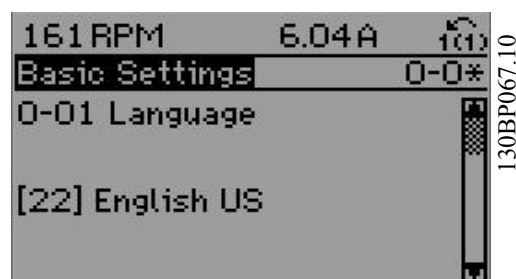 161 RPM 6.04 A 1(1)
Basic Settings 0-0*
0-01 Language
[22] English US
130BP067.10